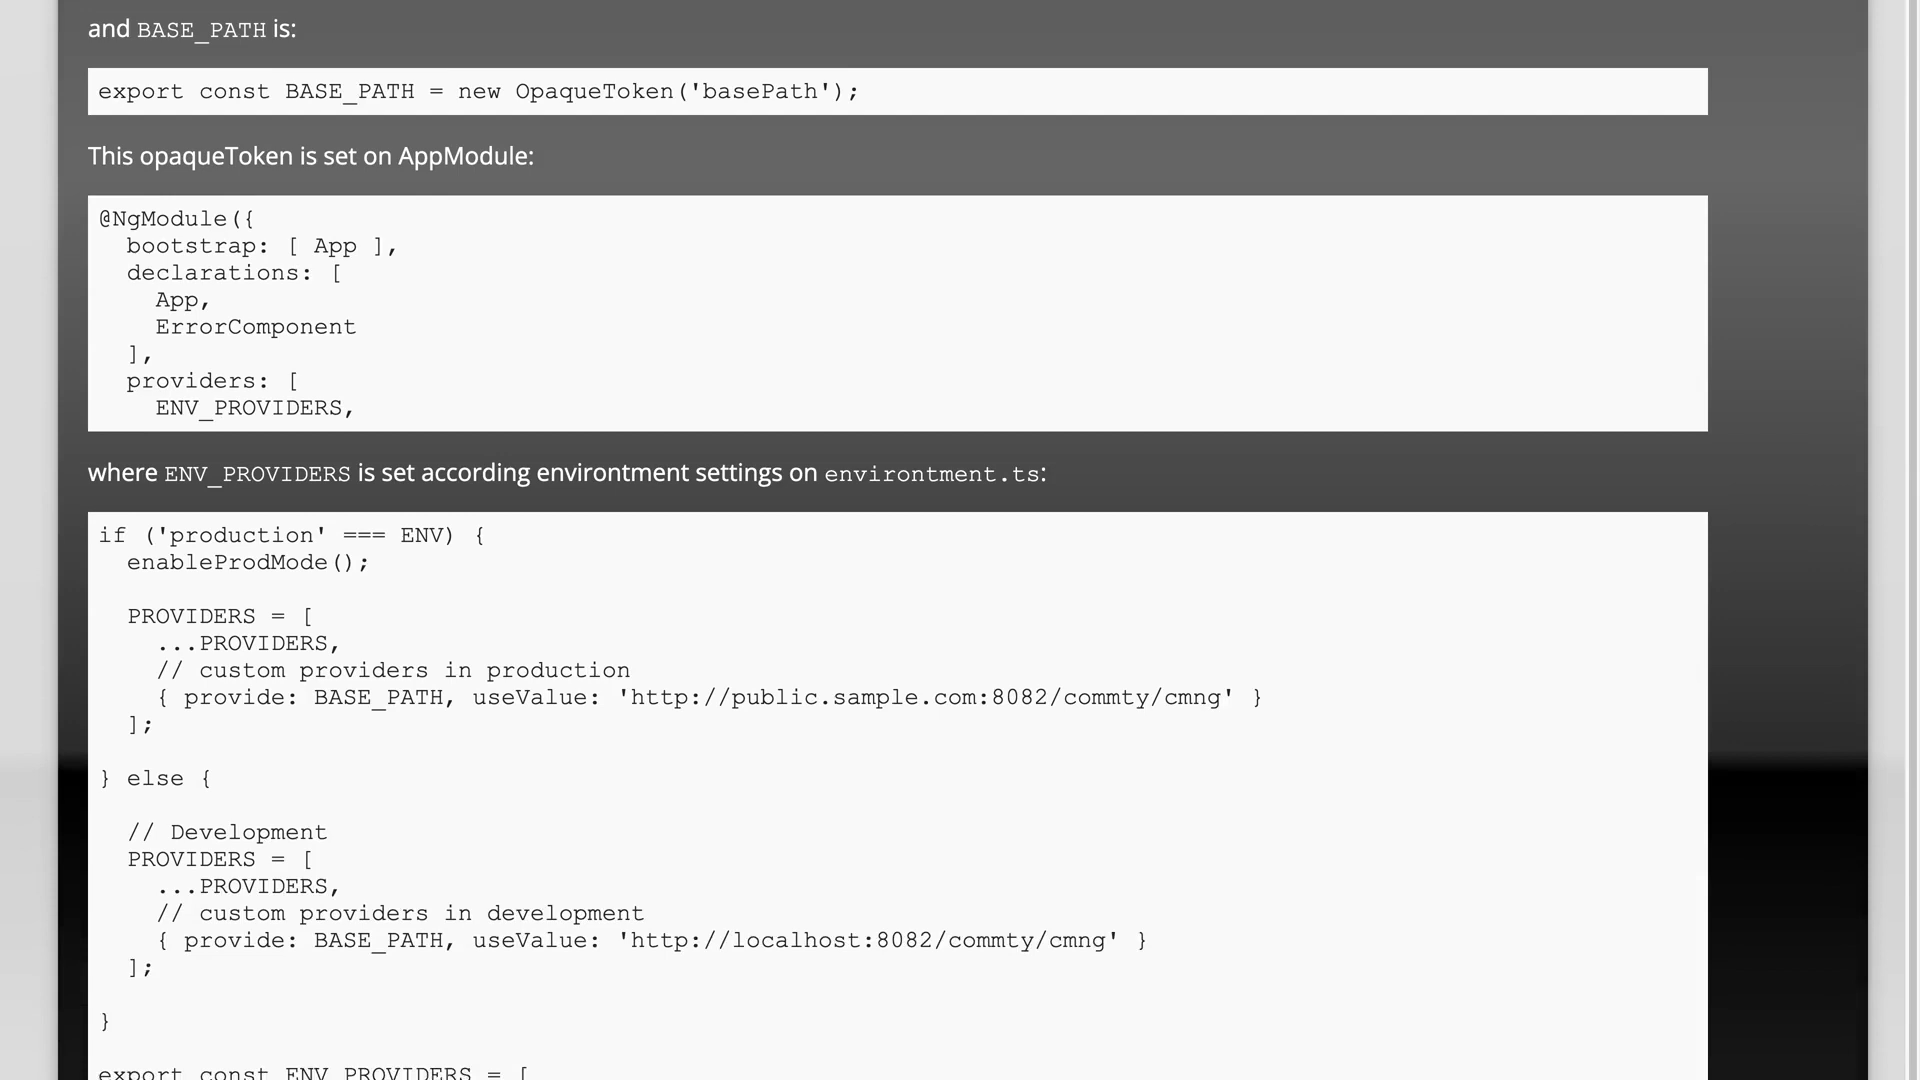 and BASE_PATH is:
export const BASE_PATH = new OpaqueToken('basePath');
This opaqueToken is set on AppModule:
@NgModule({
  bootstrap: [ App ],
  declarations: [
    App,
    ErrorComponent
  ],
  providers: [
    ENV_PROVIDERS,
where ENV_PROVIDERS is set according environtment settings on environtment.ts:
if ('production' === ENV) {
  enableProdMode();
  PROVIDERS = [
    ...PROVIDERS,
    // custom providers in production
    { provide: BASE_PATH, useValue: 'http://public.sample.com:8082/commty/cmng' }
  ];
} else {
  // Development
  PROVIDERS = [
    ...PROVIDERS,
    // custom providers in development
    { provide: BASE_PATH, useValue: 'http://localhost:8082/commty/cmng' }
  ];
}
export const ENV_PROVIDERS = [